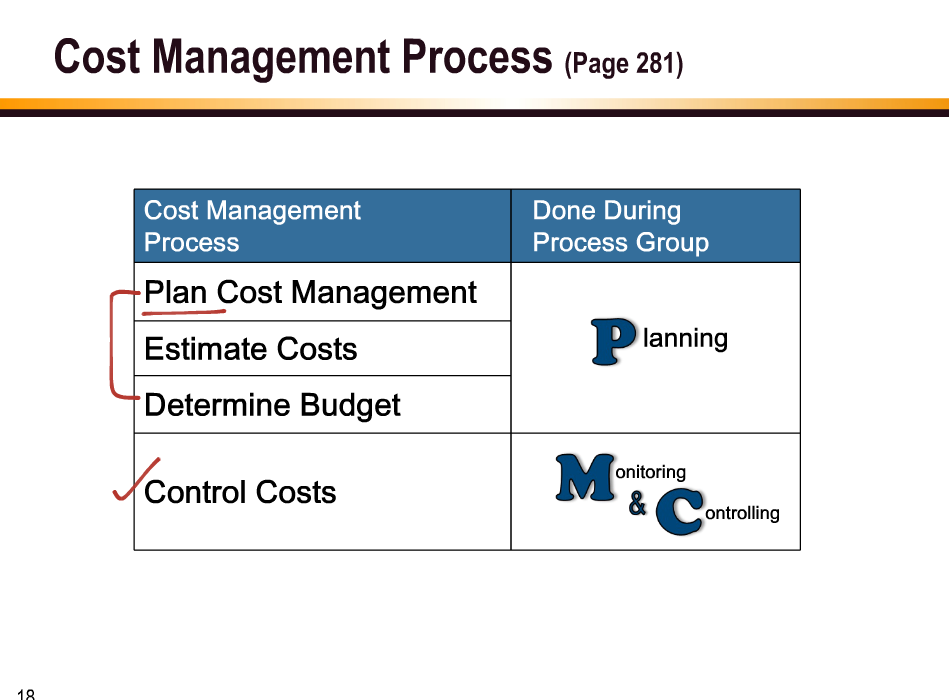 Cost Management Process (Page 281)
Cost Management
Process
Done During
Process Group
Plan Cost Management
Estimate Costs
Determine Budget
Planning
Control Costs
Monitoring
&
Controlling
18